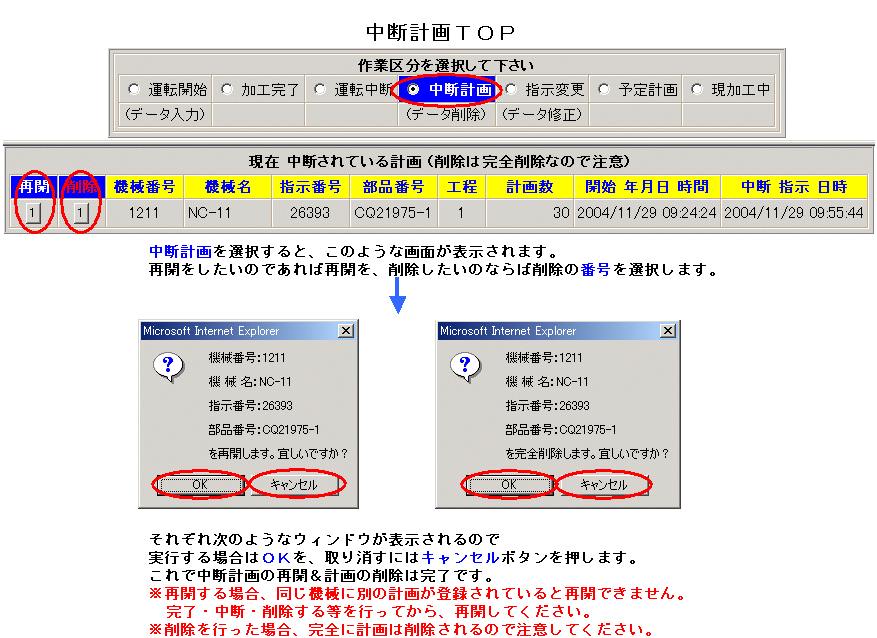 中断計画ＴＯＰ
作業区分を選択して下さい
運転開始 加工完了 運転中断 中断計画 指示変更 予定計画 現加工中
(データ入力) (データ削除) (データ修正)
現在 中断されている計画 (削除は完全削除なので注意)
再開 削除 機械番号 機械名 指示番号 部品番号 工程 計画数 開始 年月日 時間 中断 指示 日時
1 1 1211 NC-11 26393 CQ21975-1 1 30 2004/11/29 09:24:24 2004/11/29 09:55:44
中断計画を選択すると、このような画面が表示されます。
再開をしたいのであれば再開を、削除したいのならば削除の番号を選択します。
Microsoft Internet Explorer
機械番号:1211
機 械 名:NC-11
指示番号:26393
部品番号:CQ21975-1
を再開します。宜しいですか？
OK キャンセル
Microsoft Internet Explorer
機械番号:1211
機 械 名:NC-11
指示番号:26393
部品番号:CQ21975-1
を完全削除します。宜しいですか？
OK キャンセル
それぞれ次のようなウィンドウが表示されるので
実行する場合はＯＫを、取り消すにはキャンセルボタンを押します。
これで中断計画の再開＆計画の削除は完了です。
※再開する場合、同じ機械に別の計画が登録されていると再開できません。
完了・中断・削除する等を行ってから、再開してください。
※削除を行った場合、完全に計画は削除されるので注意してください。